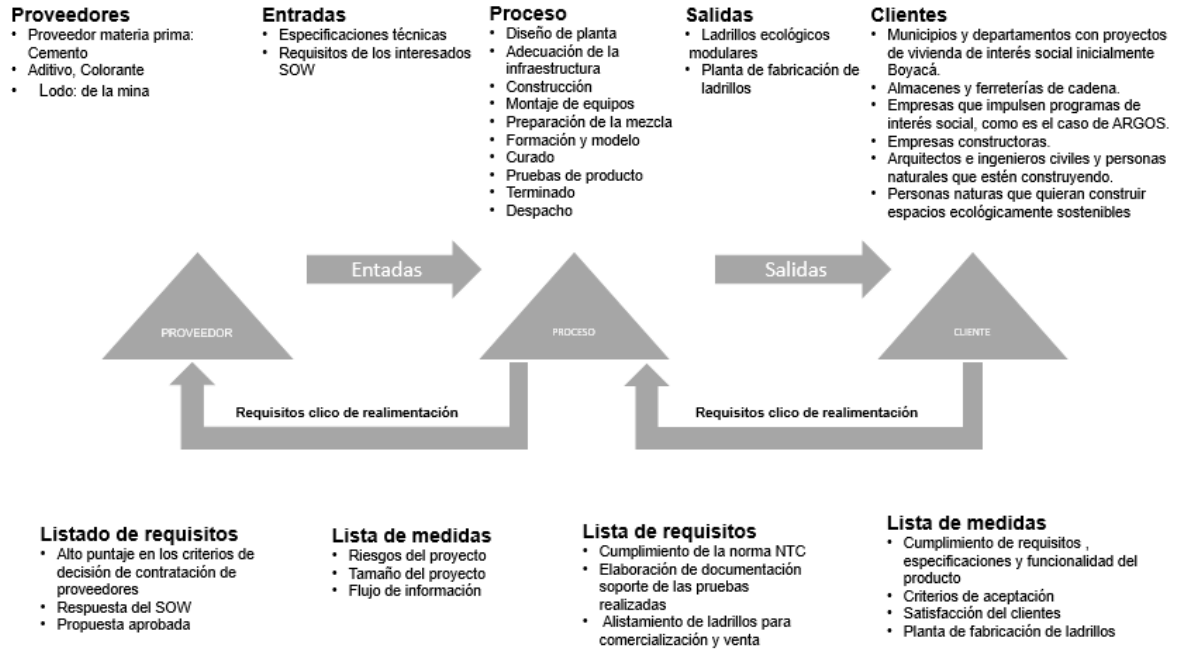 Proveedores
• Proveedor materia prima:
Cemento
• Aditivo, Colorante
• Lodo: de la mina
Entradas
• Especificaciones técnicas
• Requisitos de los interesados
SOW
Proceso
• Diseño de planta
• Adecuación de la
infraestructura
• Construcción
• Montaje de equipos
• Preparación de la mezcla
• Formación y modelo
• Curado
• Pruebas de producto
• Terminado
• Despacho
Salidas
• Ladrillos ecológicos
modulares
• Planta de fabricación de
ladrillos
Clientes
• Municipios y departamentos con proyectos
de vivienda de interés social inicialmente
Boyacá.
• Almacenes y ferreterías de cadena.
• Empresas que impulsen programas de
interés social, como es el caso de ARGOS.
• Empresas constructoras.
• Arquitectos e ingenieros civiles y personas
naturales que estén construyendo.
• Personas naturas que quieran construir
espacios ecológicamente sostenibles
Entadas
Salidas
PROVEEDOR
PROCESO
CLIENTE
Requisitos clico de realimentación
Requisitos clico de realimentación
Listado de requisitos
• Alto puntaje en los criterios de
decisión de contratación de
proveedores
• Respuesta del SOW
• Propuesta aprobada
Lista de medidas
• Riesgos del proyecto
• Tamaño del proyecto
• Flujo de información
Lista de requisitos
• Cumplimiento de la norma NTC
• Elaboración de documentación
soporte de las pruebas
realizadas
• Alistamiento de ladrillos para
comercialización y venta
Lista de medidas
• Cumplimiento de requisitos ,
especificaciones y funcionalidad del
producto
• Criterios de aceptación
• Satisfacción del clientes
• Planta de fabricación de ladrillos